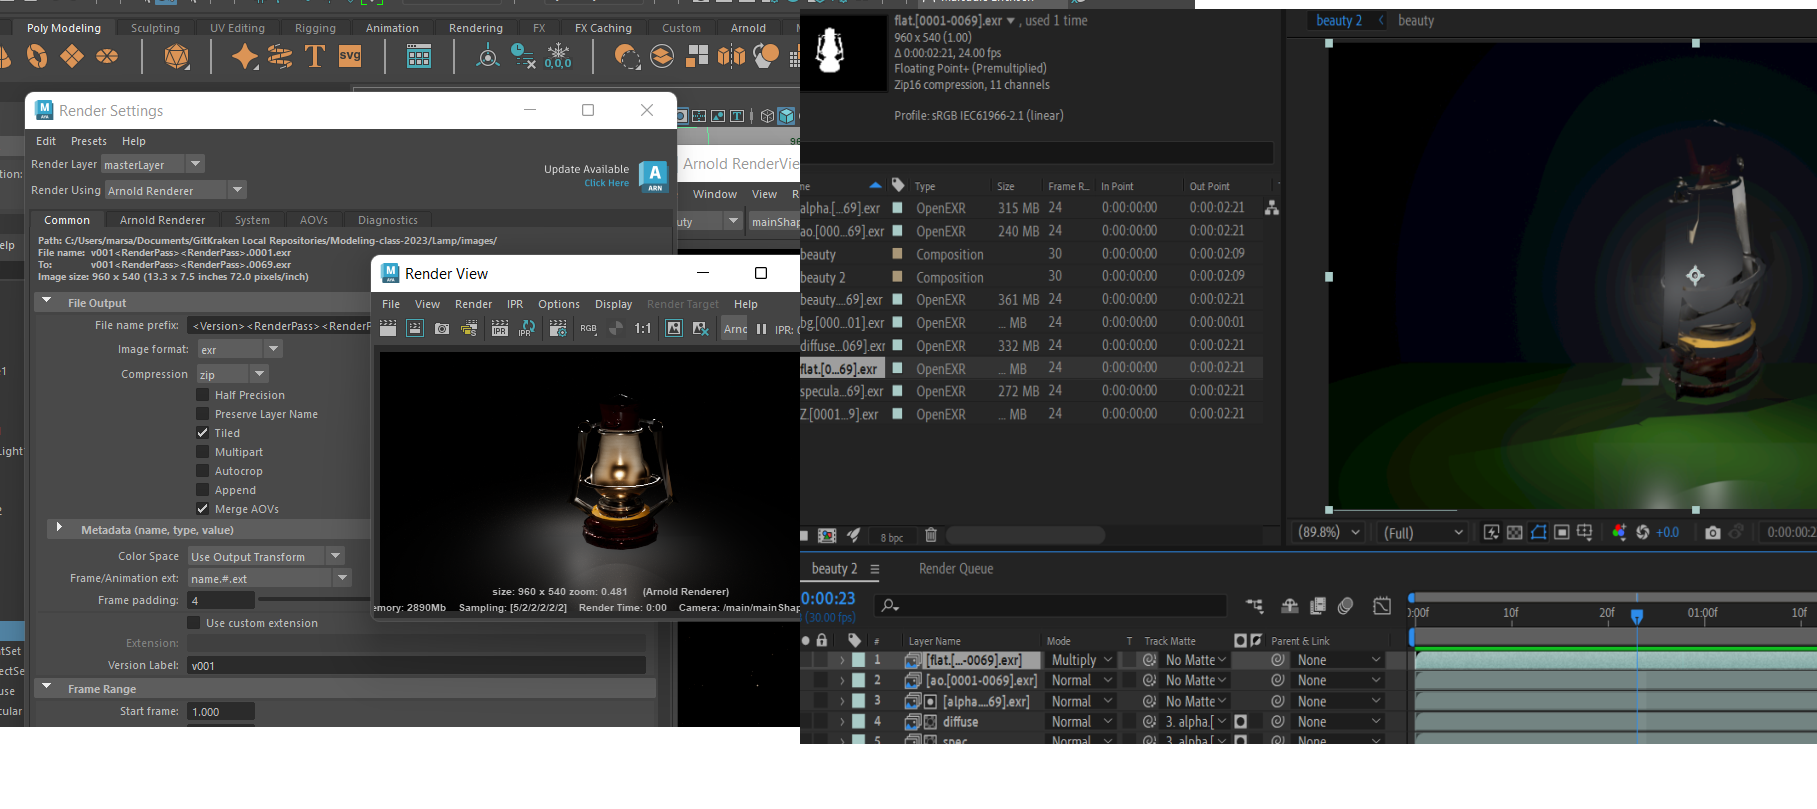 Poly Modeling
Sculpting
UV Editing
Rigging
Animation
Rendering
FX
FX Caching
Custom
Arnold
SVG
0,0,0
Render Settings
Edit Presets Help
Render Layer masterLayer
Render Using Arnold Renderer
Update Available
Click Here
ARN
Common
Arnold Renderer
System
AOVs
Diagnostics
Path: C:/Users/marsa/Documents/GitKraken Local Repositories/Modeling-class-2023/Lamp/images/
File name: v001<RenderPass><RenderPass>.0001.exr
To: v001<RenderPass><RenderPass>.0069.exr
Image size: 960 x 540 (13.3 x 7.5 inches 72.0 pixels/inch)
File Output
File name prefix: <Version><RenderPass><RenderP
Image format: exr
Compression zip
Half Precision
Preserve Layer Name
Tiled
Multipart
Autocrop
Append
Merge AOVs
Metadata (name, type, value)
Color Space Use Output Transform
Frame/Animation ext: name.#.ext
Frame padding: 4
Use custom extension
Extension:
Version Label: v001
Frame Range
Start frame: 1.000
Arnold RenderVie
Window View R
uty
mainShap
Render View
File View Render IPR Options Display Render Target Help
IPR
IPR
RGB
1:1
Arno
IPR: 
size: 960 x 540 zoom: 0.481 (Arnold Renderer)
emory: 2890Mb Sampling: [5/2/2/2/2/2] Render Time: 0:00 Camera: /main/mainShap
tion:
elp
Light
ntSet
ectSe
use
cular
flat.[0001-0069].exr , used 1 time
960 x 540 (1.00)
Δ 0:00:02:21, 24.00 fps
Floating Point+ (Premultiplied)
Zip16 compression, 11 channels
Profile: sRGB IEC61966-2.1 (linear)
me Type Size Frame R... In Point Out Point
alpha.[...69].exr OpenEXR 315 MB 24 0:00:00:00 0:00:02:21
ao.[000...69].exr OpenEXR 240 MB 24 0:00:00:00 0:00:02:21
beauty Composition 30 0:00:00:00 0:00:02:09
beauty 2 Composition 30 0:00:00:00 0:00:02:09
beauty....69].exr OpenEXR 361 MB 24 0:00:00:00 0:00:02:21
bg.[000...01].exr OpenEXR ... MB 24 0:00:00:00 0:00:00:01
diffuse...069].exr OpenEXR 332 MB 24 0:00:00:00 0:00:02:21
flat.[0...69].exr OpenEXR ... MB 24 0:00:00:00 0:00:02:21
specula...69].exr OpenEXR 272 MB 24 0:00:00:00 0:00:02:21
Z.[0001...9].exr OpenEXR ... MB 24 0:00:00:00 0:00:02:21
8 bpc
beauty 2
beauty
(89.8%)
(Full)
+0.0
0:00:00:2
beauty 2
Render Queue
0:00:23
(30.00 fps)
# Layer Name Mode T Track Matte Parent & Link
1 [flat.[...-0069].exr] Multiply No Matte None
2 [ao.[0001-0069].exr] Normal No Matte None
3 [alpha....69].exr] Normal No Matte None
4 diffuse Normal 3. alpha.[ None
5 spec Normal 3. alpha.[ None
):00f 10f 20f 01:00f 10f